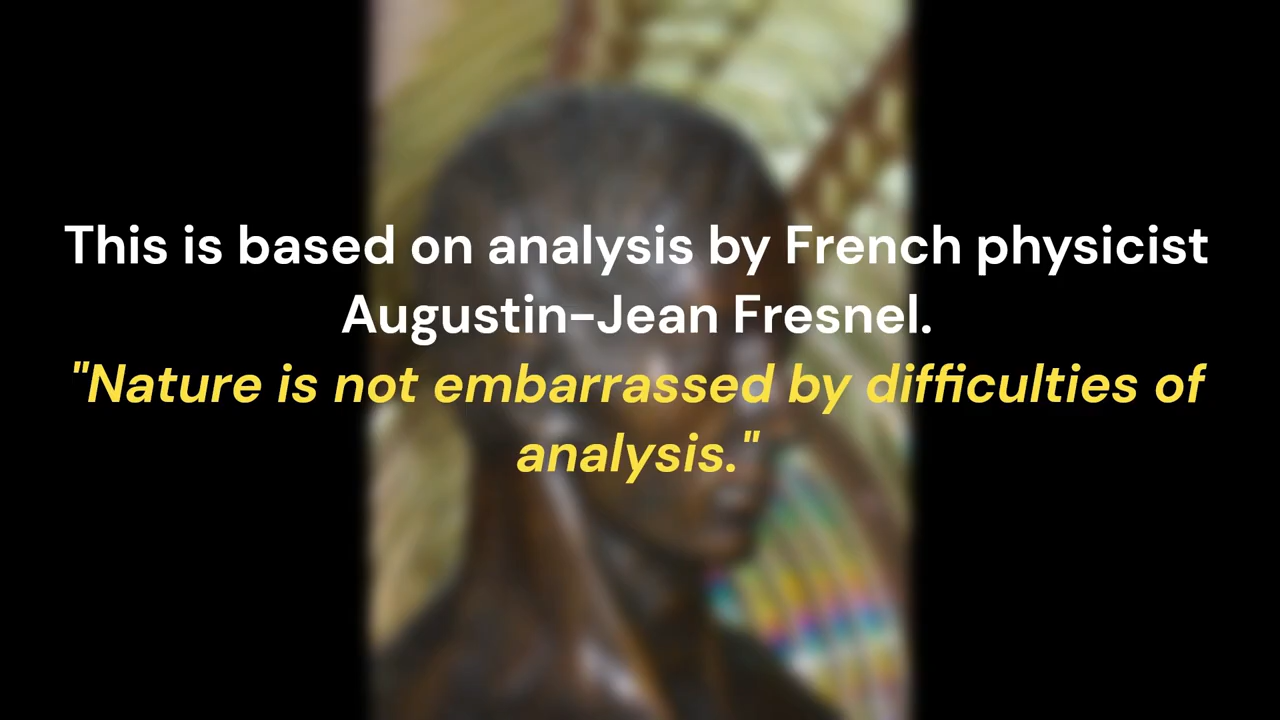 This is based on analysis by French physicist
Augustin-Jean Fresnel.
"Nature is not embarrassed by difficulties of
analysis."